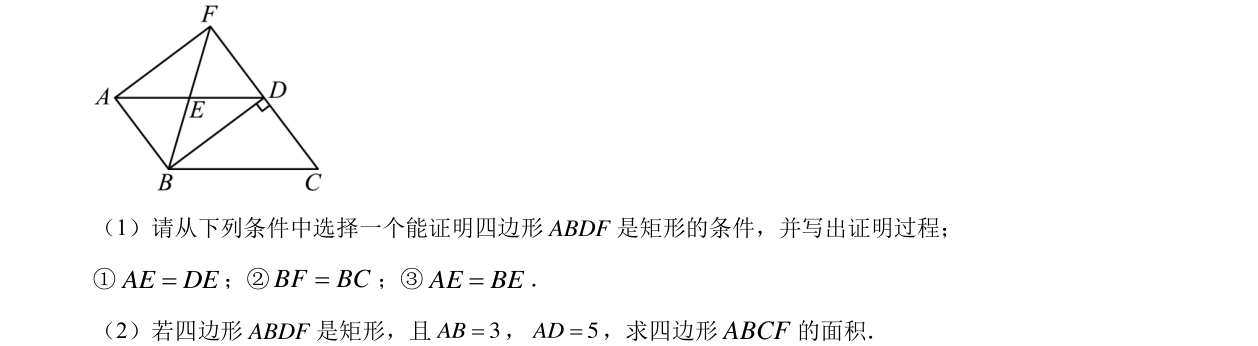 F
A
D
E
B
C
（1）请从下列条件中选择一个能证明四边形 ABDF 是矩形的条件，并写出证明过程；
① AE = DE；② BF = BC；③ AE = BE．
（2）若四边形 ABDF 是矩形，且 AB = 3，AD = 5，求四边形 ABCF 的面积．